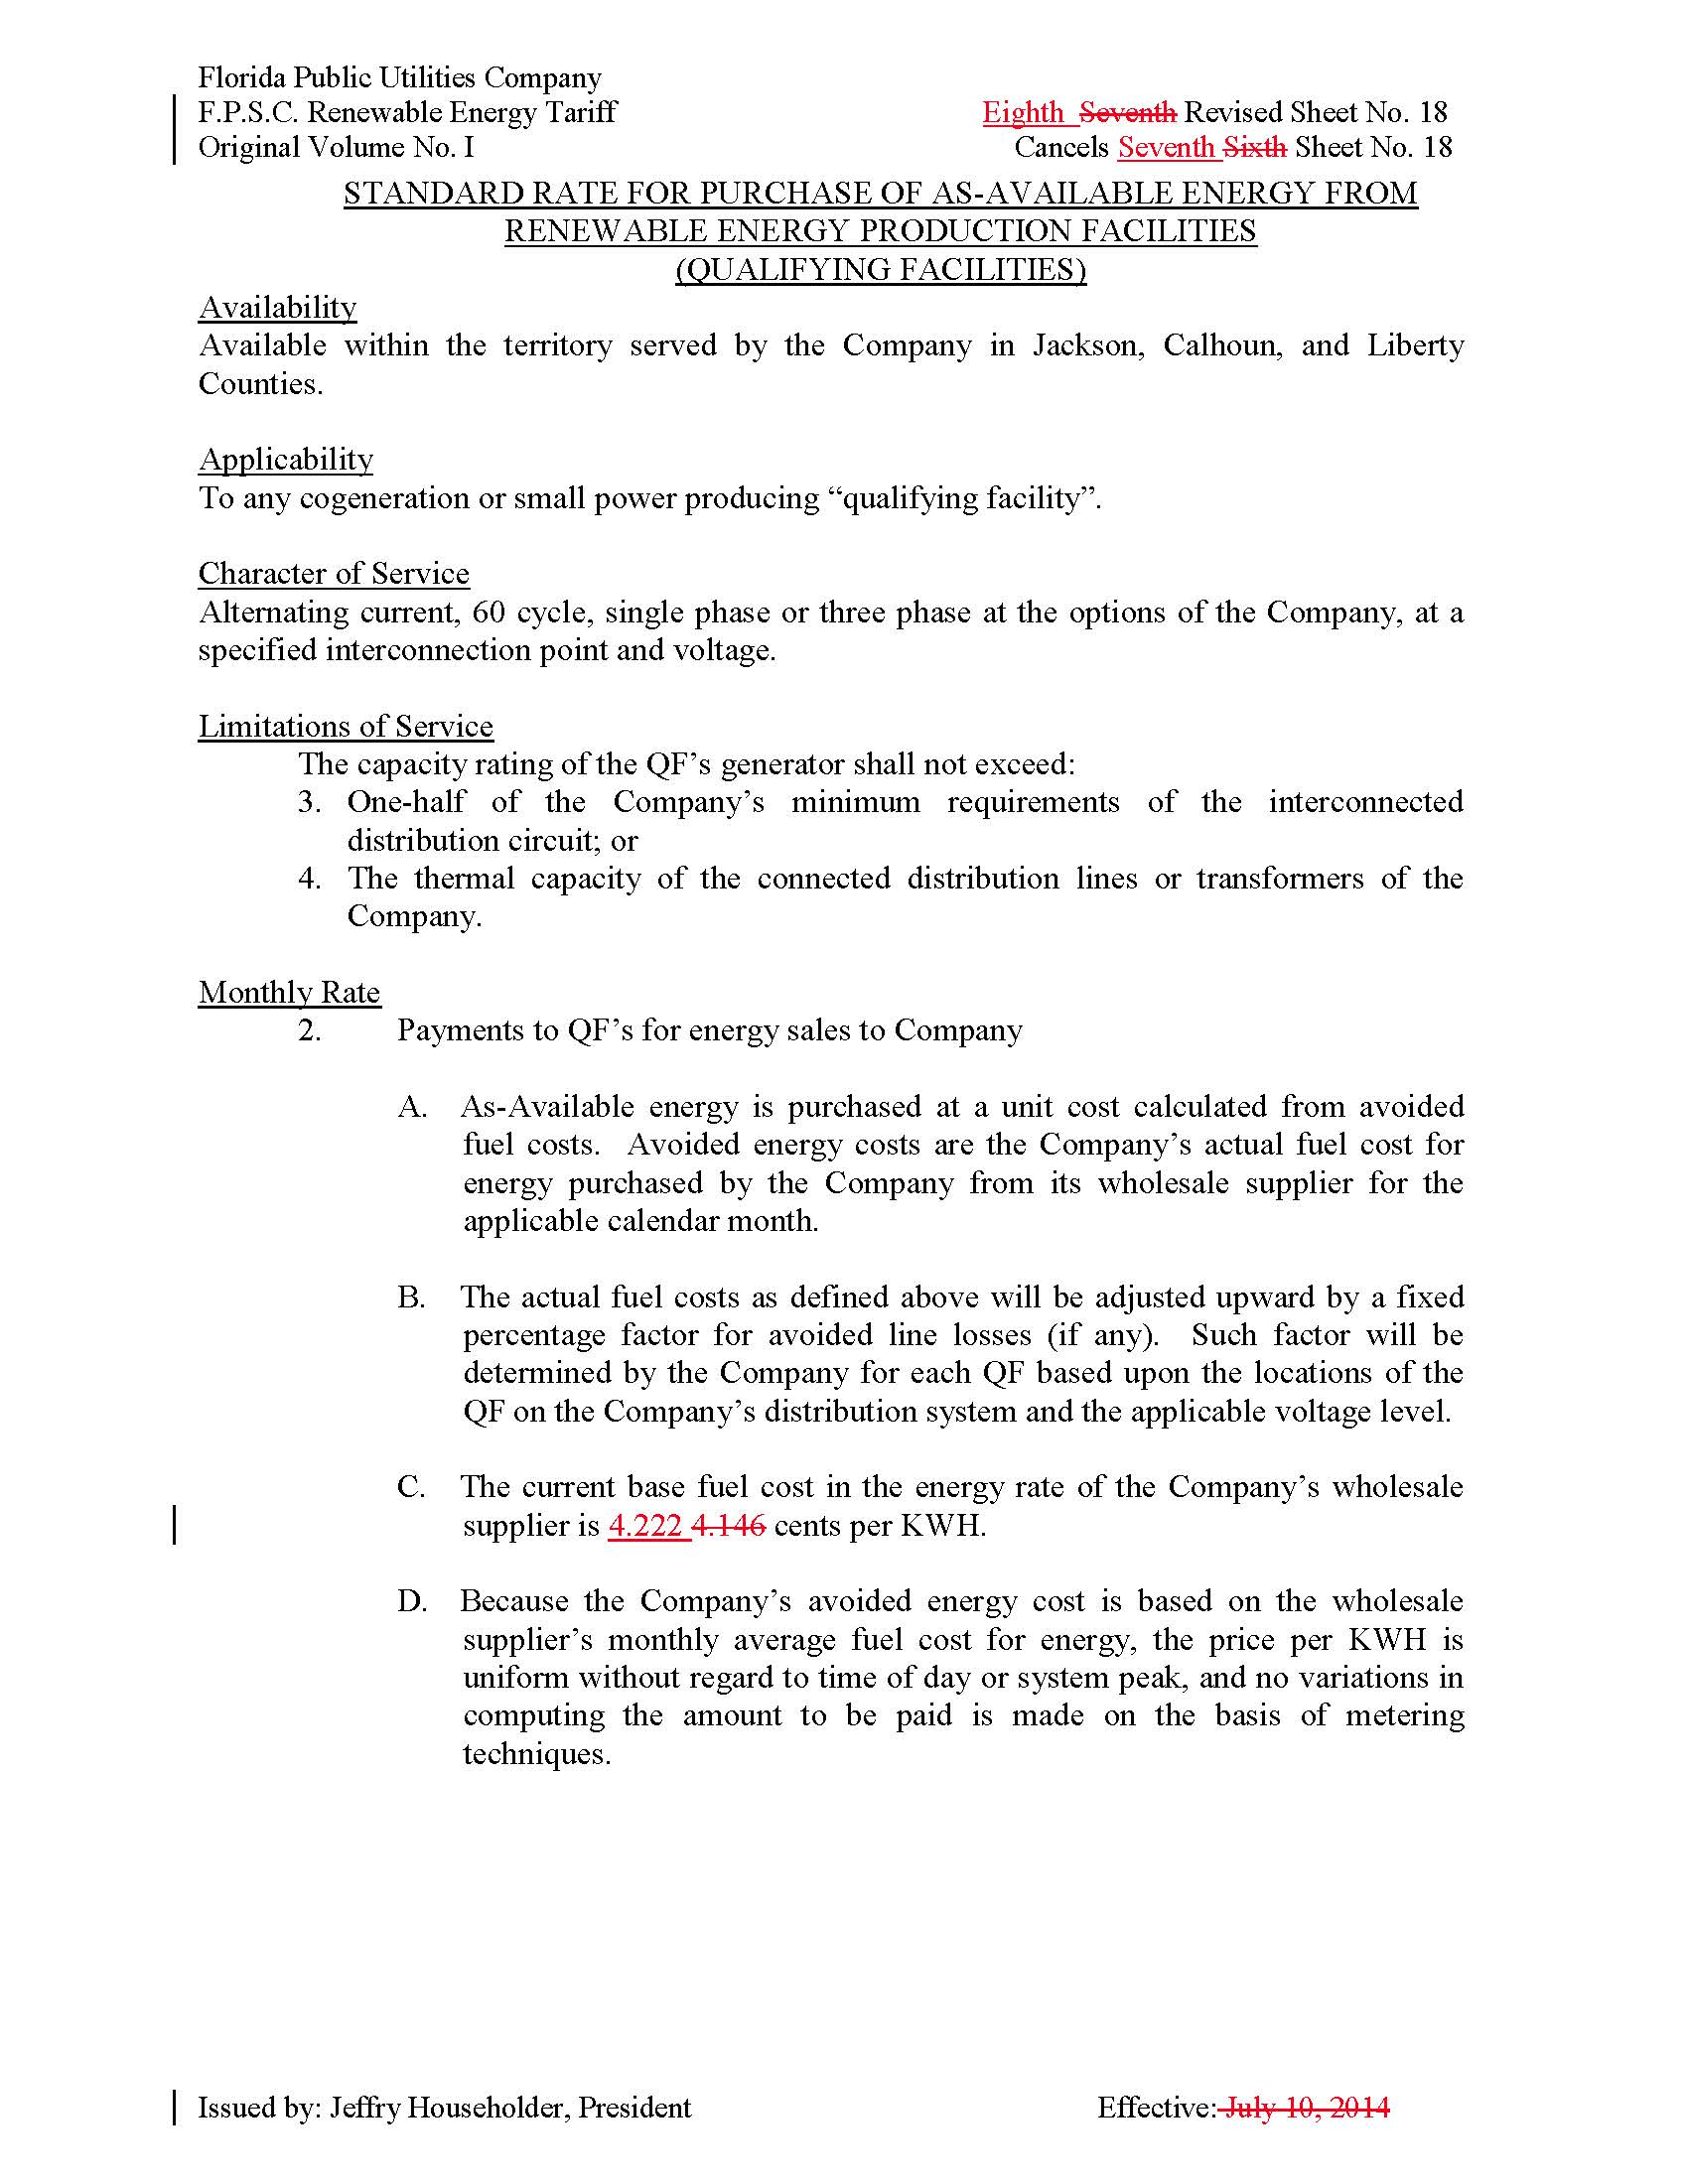 Florida Public Utilities Company
F.P.S.C. Renewable Energy Tariff Eighth Seventh Revised Sheet No. 18
Original Volume No. I Cancels Seventh Sixth Sheet No. 18
STANDARD RATE FOR PURCHASE OF AS-AVAILABLE ENERGY FROM
RENEWABLE ENERGY PRODUCTION FACILITIES
(QUALIFYING FACILITIES)
Availability
Available within the territory served by the Company in Jackson, Calhoun, and Liberty
Counties.
Applicability
To any cogeneration or small power producing “qualifying facility”.
Character of Service
Alternating current, 60 cycle, single phase or three phase at the options of the Company, at a
specified interconnection point and voltage.
Limitations of Service
The capacity rating of the QF’s generator shall not exceed:
3. One-half of the Company’s minimum requirements of the interconnected
distribution circuit; or
4. The thermal capacity of the connected distribution lines or transformers of the
Company.
Monthly Rate
2. Payments to QF’s for energy sales to Company
A. As-Available energy is purchased at a unit cost calculated from avoided
fuel costs. Avoided energy costs are the Company’s actual fuel cost for
energy purchased by the Company from its wholesale supplier for the
applicable calendar month.
B. The actual fuel costs as defined above will be adjusted upward by a fixed
percentage factor for avoided line losses (if any). Such factor will be
determined by the Company for each QF based upon the locations of the
QF on the Company’s distribution system and the applicable voltage level.
C. The current base fuel cost in the energy rate of the Company’s wholesale
supplier is 4.222 4.146 cents per KWH.
D. Because the Company’s avoided energy cost is based on the wholesale
supplier’s monthly average fuel cost for energy, the price per KWH is
uniform without regard to time of day or system peak, and no variations in
computing the amount to be paid is made on the basis of metering
techniques.
Issued by: Jeffry Householder, President Effective: July 10, 2014